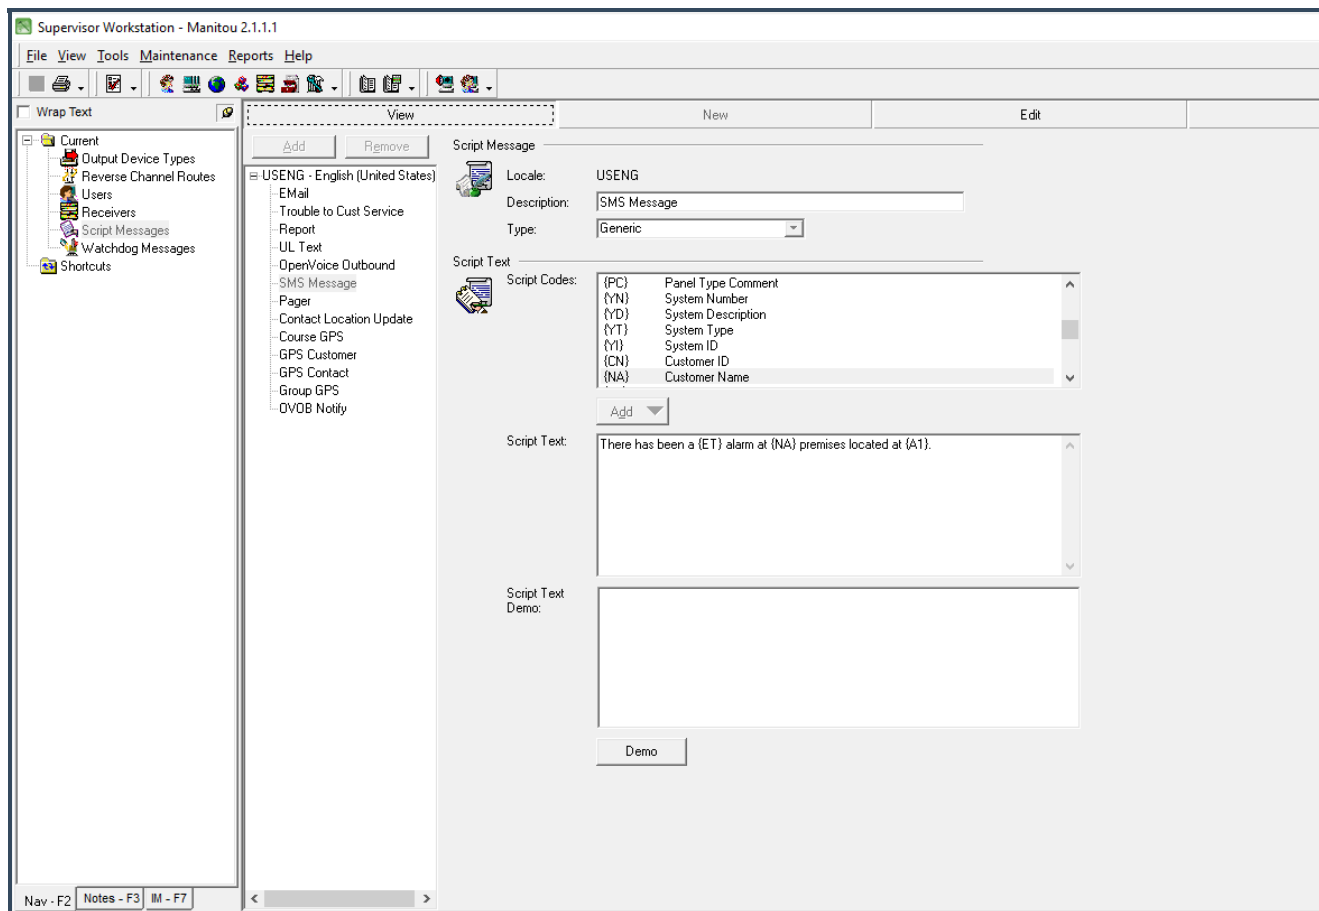 Supervisor Workstation - Manitou 2.1.1.1
File View Tools Maintenance Reports Help
Wrap Text
Current
Output Device Types
Reverse Channel Routes
Users
Receivers
Script Messages
Watchdog Messages
Shortcuts
Nav - F2 Notes - F3 IM - F7
View New Edit
Add Remove
USENG - English (United States)
EMail
Trouble to Cust Service
Report
UL Text
OpenVoice Outbound
SMS Message
Pager
Contact Location Update
Course GPS
GPS Customer
GPS Contact
Group GPS
OVOB Notify
Script Message
Locale: USENG
Description: SMS Message
Type: Generic
Script Text
Script Codes:
{PC} Panel Type Comment
{YN} System Number
{YD} System Description
{YT} System Type
{YI} System ID
{CN} Customer ID
{NA} Customer Name
Add
Script Text: There has been a {ET} alarm at {NA} premises located at {A1}.
Script Text
Demo:
Demo